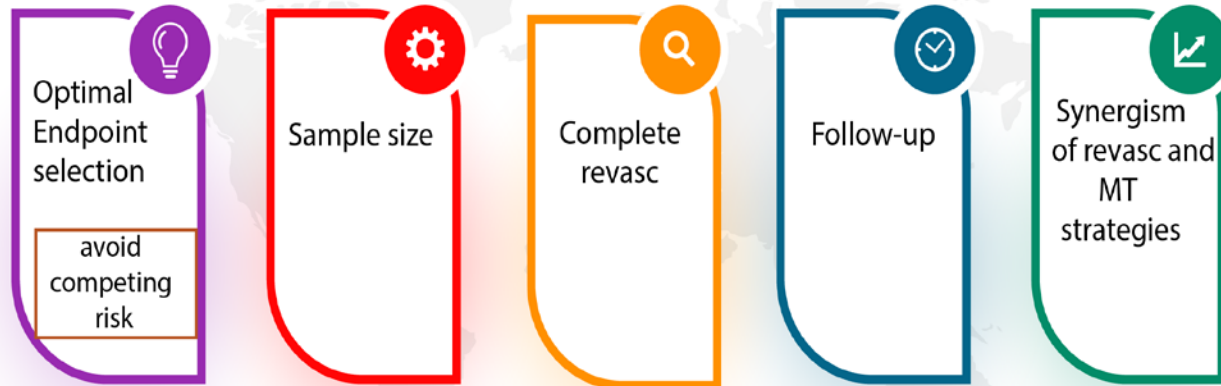 Optimal
Endpoint
selection
avoid
competing
risk
Sample size
Complete
revasc
Follow-up
Synergism
of revasc and
MT
strategies